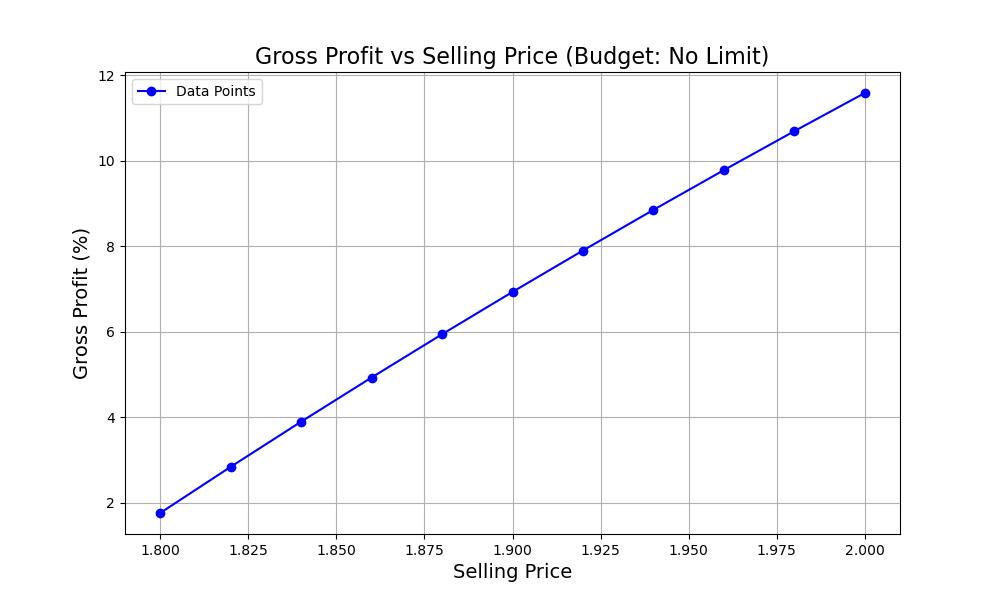 Gross Profit vs Selling Price (Budget: No Limit)
Data Points
Gross Profit (%)
12
10
8
6
4
2
1.800 1.825 1.850 1.875 1.900 1.925 1.950 1.975 2.000
Selling Price